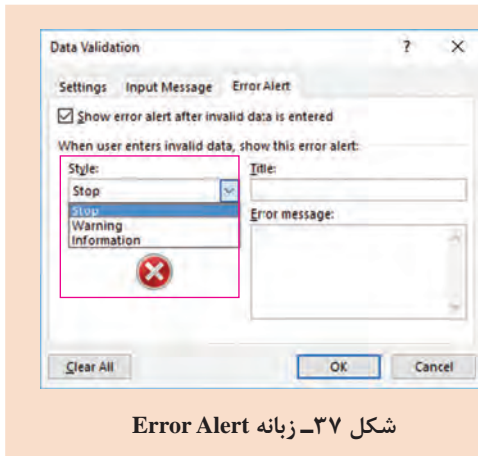 Data Validation ? ×
Settings Input Message Error Alert
Show error alert after invalid data is entered
When user enters invalid data, show this error alert:
Style: Title:
Stop
Stop
Warning
Information
Error message:
Clear All OK Cancel
شکل ۳۷ـ زبانه Error Alert